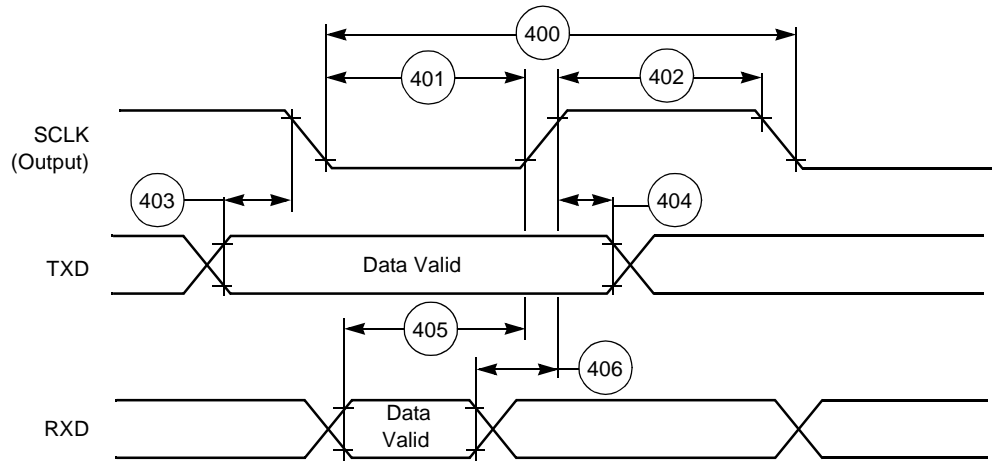 400
401
402
SCLK
(Output)
403
404
TXD
Data Valid
405
406
RXD
Data
Valid